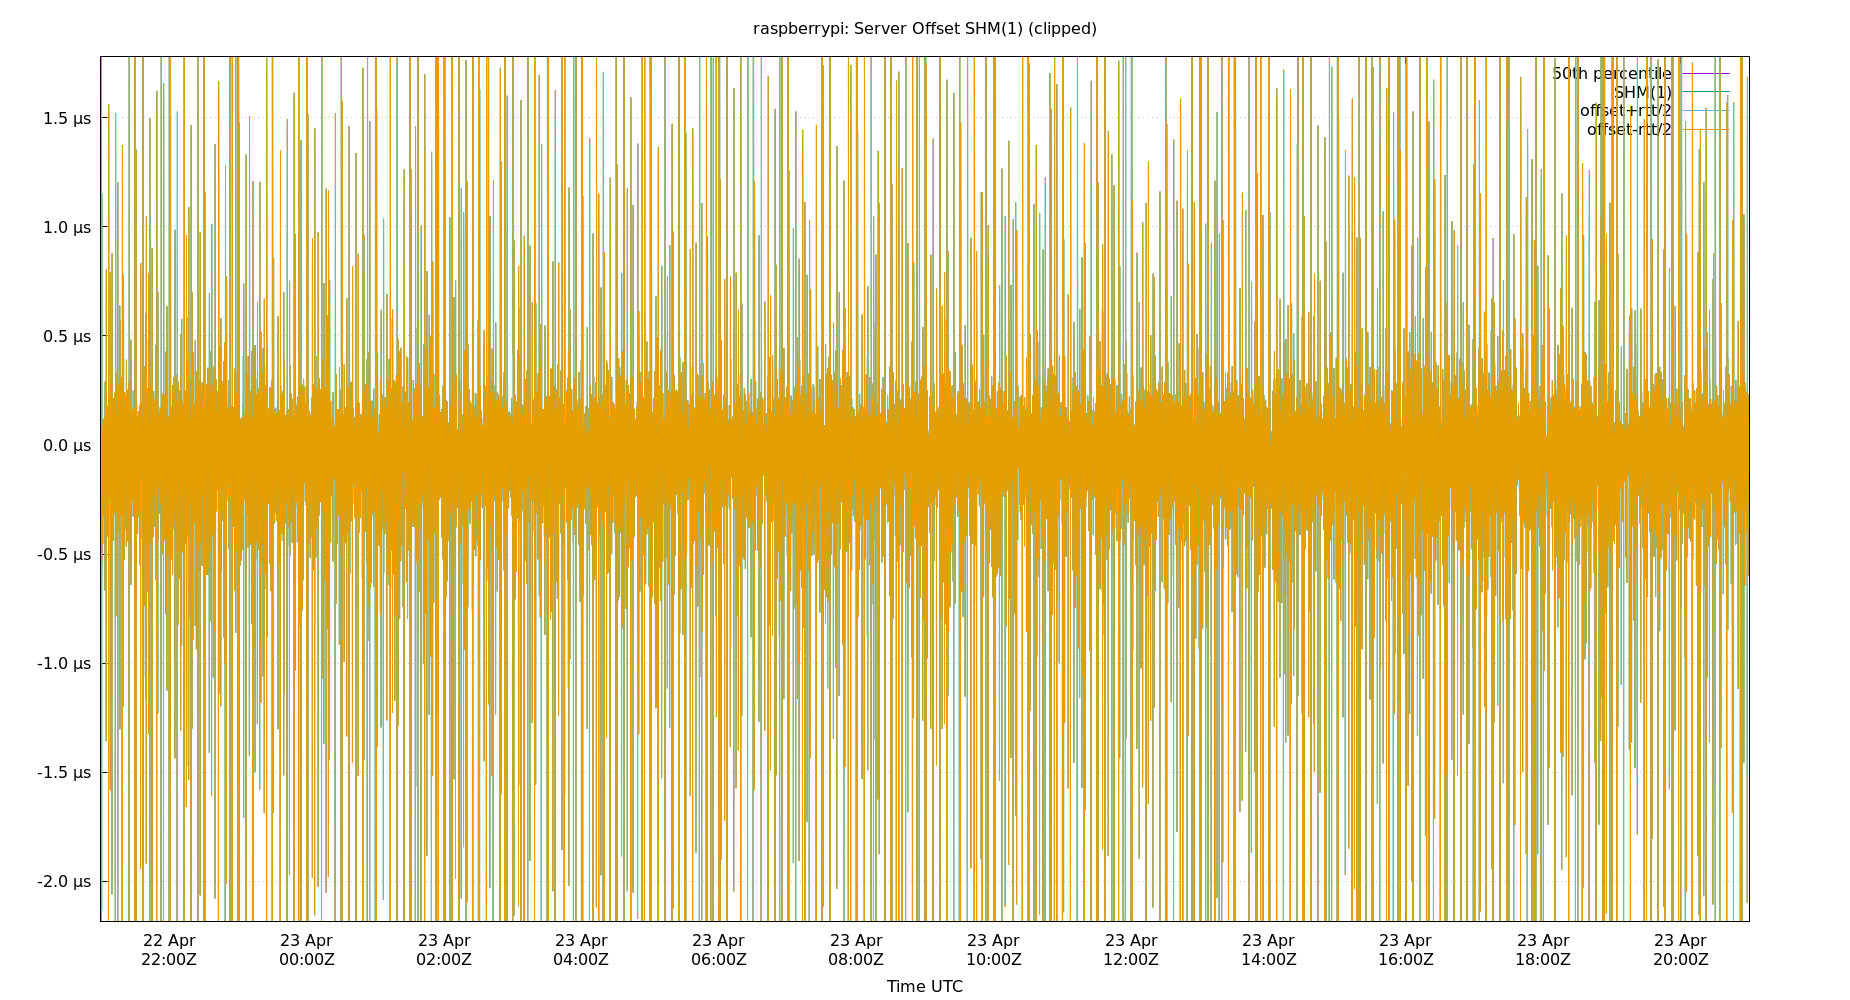 raspberrypi: Server Offset SHM(1) (clipped)
50th percentile
SHM(1)
offset+rtt/2
offset-rtt/2
1.5 µs
1.0 µs
0.5 µs
0.0 µs
-0.5 µs
-1.0 µs
-1.5 µs
-2.0 µs
22 Apr 23 Apr 23 Apr 23 Apr 23 Apr 23 Apr 23 Apr 23 Apr 23 Apr 23 Apr 23 Apr 23 Apr
22:00Z 00:00Z 02:00Z 04:00Z 06:00Z 08:00Z 10:00Z 12:00Z 14:00Z 16:00Z 18:00Z 20:00Z
Time UTC